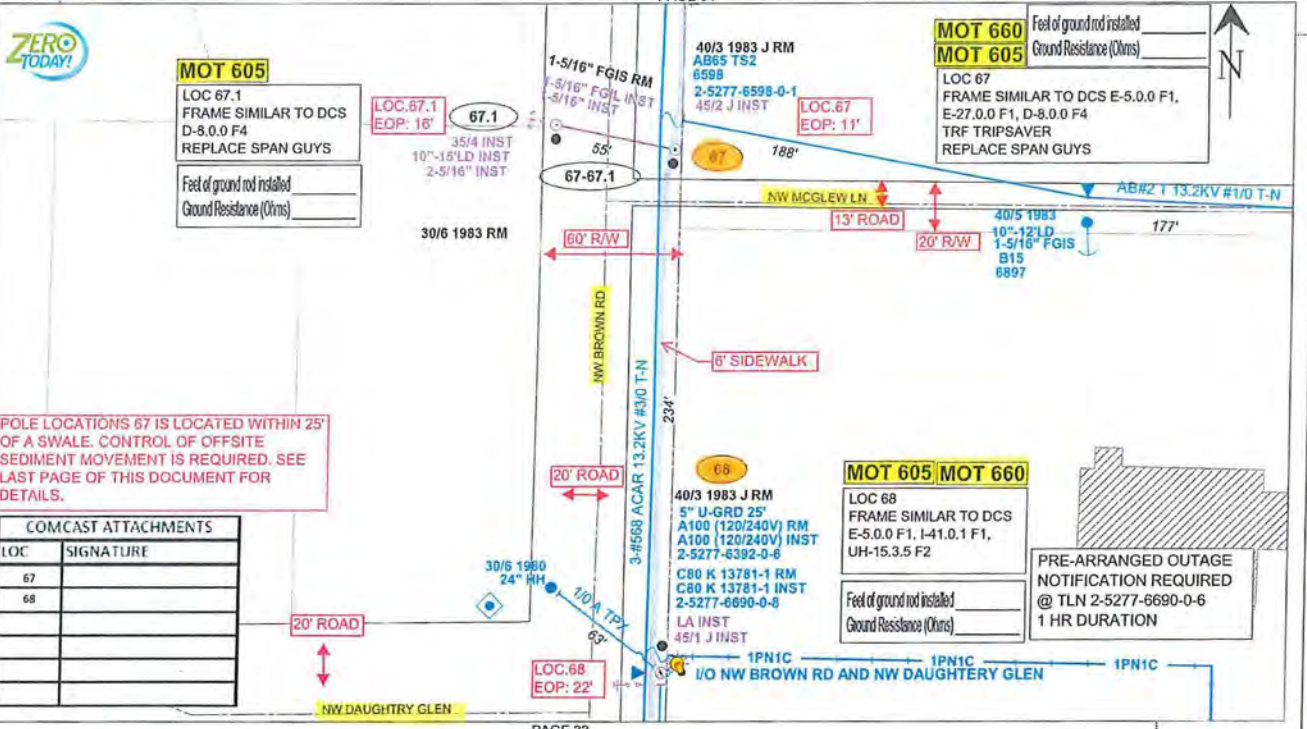 ZERO
TODAY!
MOT 605
LOC 67.1
FRAME SIMILAR TO DCS
D-8.0.0 F4
REPLACE SPAN GUYS
Feet of ground rod installed
Ground Resistance (Ohms)
LOC.67.1
EOP: 16'
67.1
35/4 INST
10"-15'LD INST
2-5/16" INST
30/6 1983 RM
1-5/16" FGIS RM
1-5/16" FGIL INST
-5/16" INST
55'
67-67.1
40/3 1983 J RM
AB65 TS2
6598
2-5277-6598-0-1
45/2 J INST
LOC.67
EOP: 11'
67
188'
MOT 660
MOT 605
Feet of ground rod installed
Ground Resistance (Ohms)
N
LOC 67
FRAME SIMILAR TO DCS E-5.0.0 F1,
E-27.0.0 F1, D-8.0.0 F4
TRF TRIPSAVER
REPLACE SPAN GUYS
NW MCGLEW LN
AB#2 1 13.2KV #1/0 T-N
13' ROAD
20' R/W
40/5 1983
10"-12'LD
1-5/16" FGIS
B15
6897
177'
60' R/W
NW BROWN RD
6' SIDEWALK
3-#568 ACAR 13.2KV #3/0 T-N
234'
POLE LOCATIONS 67 IS LOCATED WITHIN 25'
OF A SWALE. CONTROL OF OFFSITE
SEDIMENT MOVEMENT IS REQUIRED. SEE
LAST PAGE OF THIS DOCUMENT FOR
DETAILS.
COMCAST ATTACHMENTS
LOC SIGNATURE
67
68
20' ROAD
20' ROAD
30/6 1980
24" HH
1/0 A TPX
63'
68
40/3 1983 J RM
5" U-GRD 25'
A100 (120/240V) RM
A100 (120/240V) INST
2-5277-6392-0-6
C80 K 13781-1 RM
C80 K 13781-1 INST
2-5277-6690-0-8
LA INST
45/1 J INST
MOT 605 MOT 660
LOC 68
FRAME SIMILAR TO DCS
E-5.0.0 F1, I-41.0.1 F1,
UH-15.3.5 F2
Feet of ground rod installed
Ground Resistance (Ohms)
PRE-ARRANGED OUTAGE
NOTIFICATION REQUIRED
@ TLN 2-5277-6690-0-6
1 HR DURATION
LOC.68
EOP: 22'
1PN1C 1PN1C 1PN1C
I/O NW BROWN RD AND NW DAUGHTERY GLEN
NW DAUGHTRY GLEN